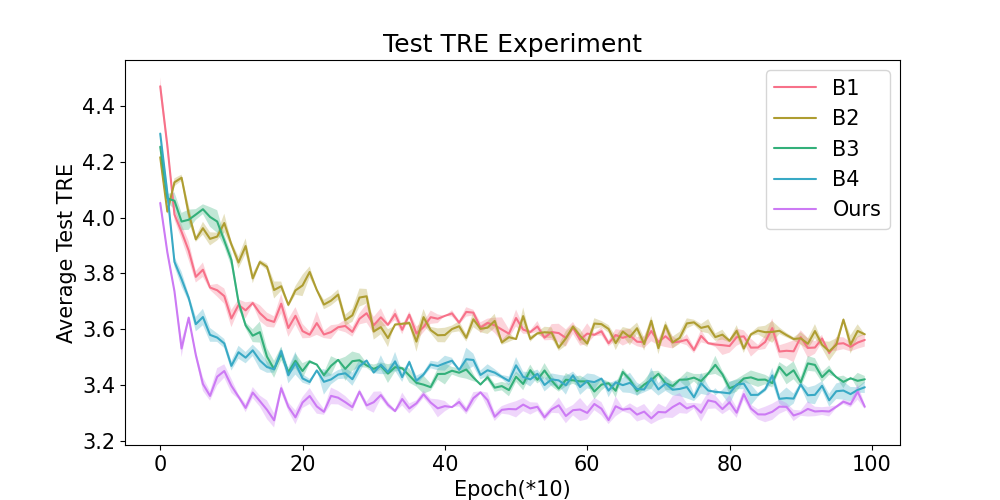 Test TRE Experiment
Average Test TRE
4.4
4.2
4.0
3.8
3.6
3.4
3.2
0
20
40
60
80
100
Epoch(*10)
B1
B2
B3
B4
Ours